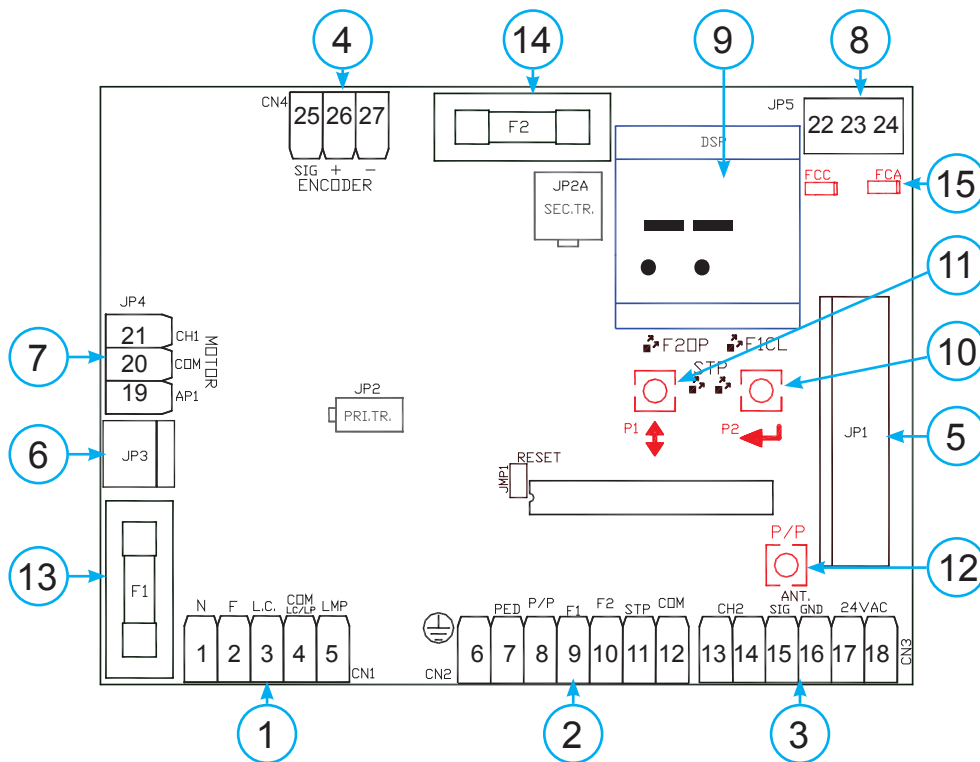 4 14 9 8
CN4 25 26 27
SIG + -
ENCODER
F2
DSP
JP5 22 23 24
FCC FCA
15
JP2A
SEC.TR.
11
JP4
21 CH1
20 COM
19 AP1
MOTOR
7
F2OP F1CL
STP
10
JP2
PRI.TR.
P1 P2
JP1
5
6
JP3
RESET
JMP1
P/P
12
13
F1
N F L.C. COM LC/LP LMP
1 2 3 4 5
CN1
PED P/P F1 F2 STP COM
CN2 6 7 8 9 10 11 12
ANT.
CH2 SIG GND 24VAC
13 14 15 16 17 18
CN3
1 2 3